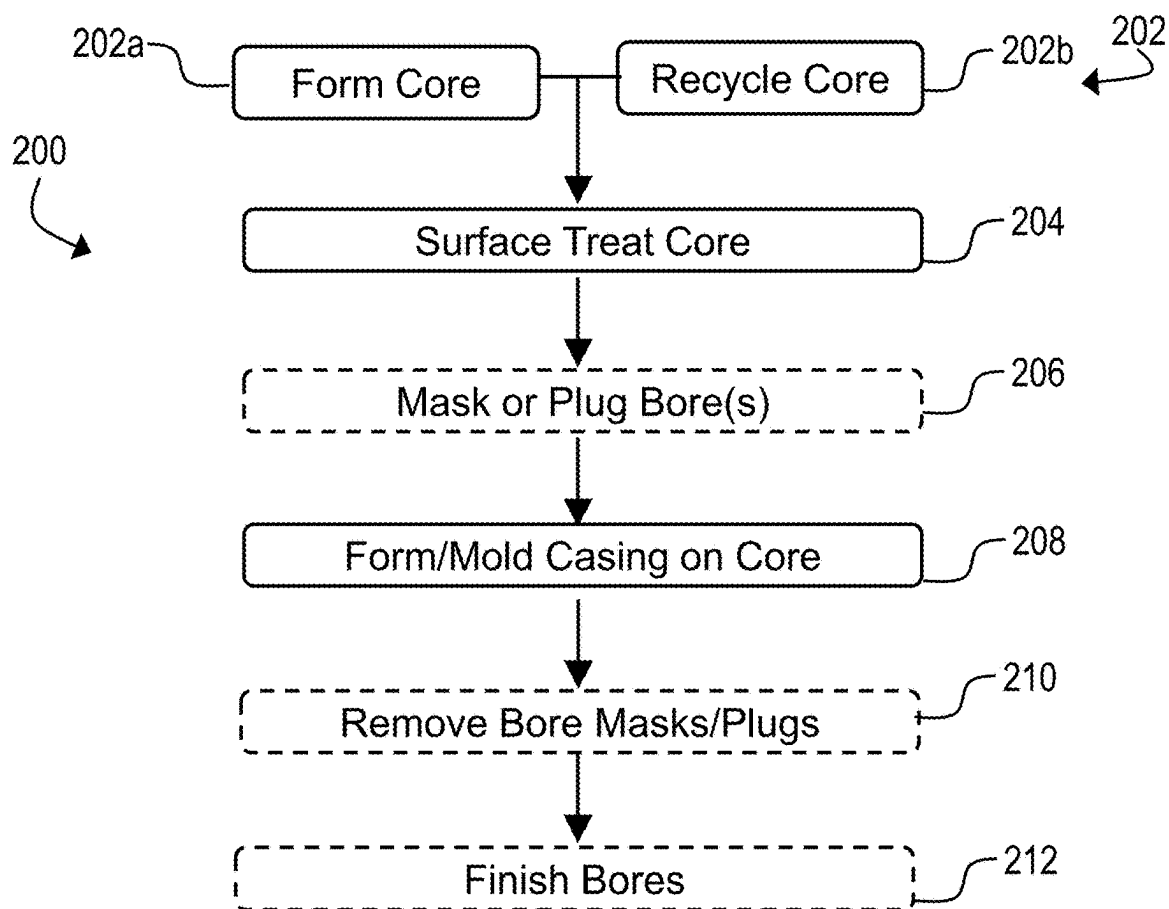 202a
Form Core
Recycle Core
202b
202
200
Surface Treat Core
204
Mask or Plug Bore(s)
206
Form/Mold Casing on Core
208
Remove Bore Masks/Plugs
210
Finish Bores
212